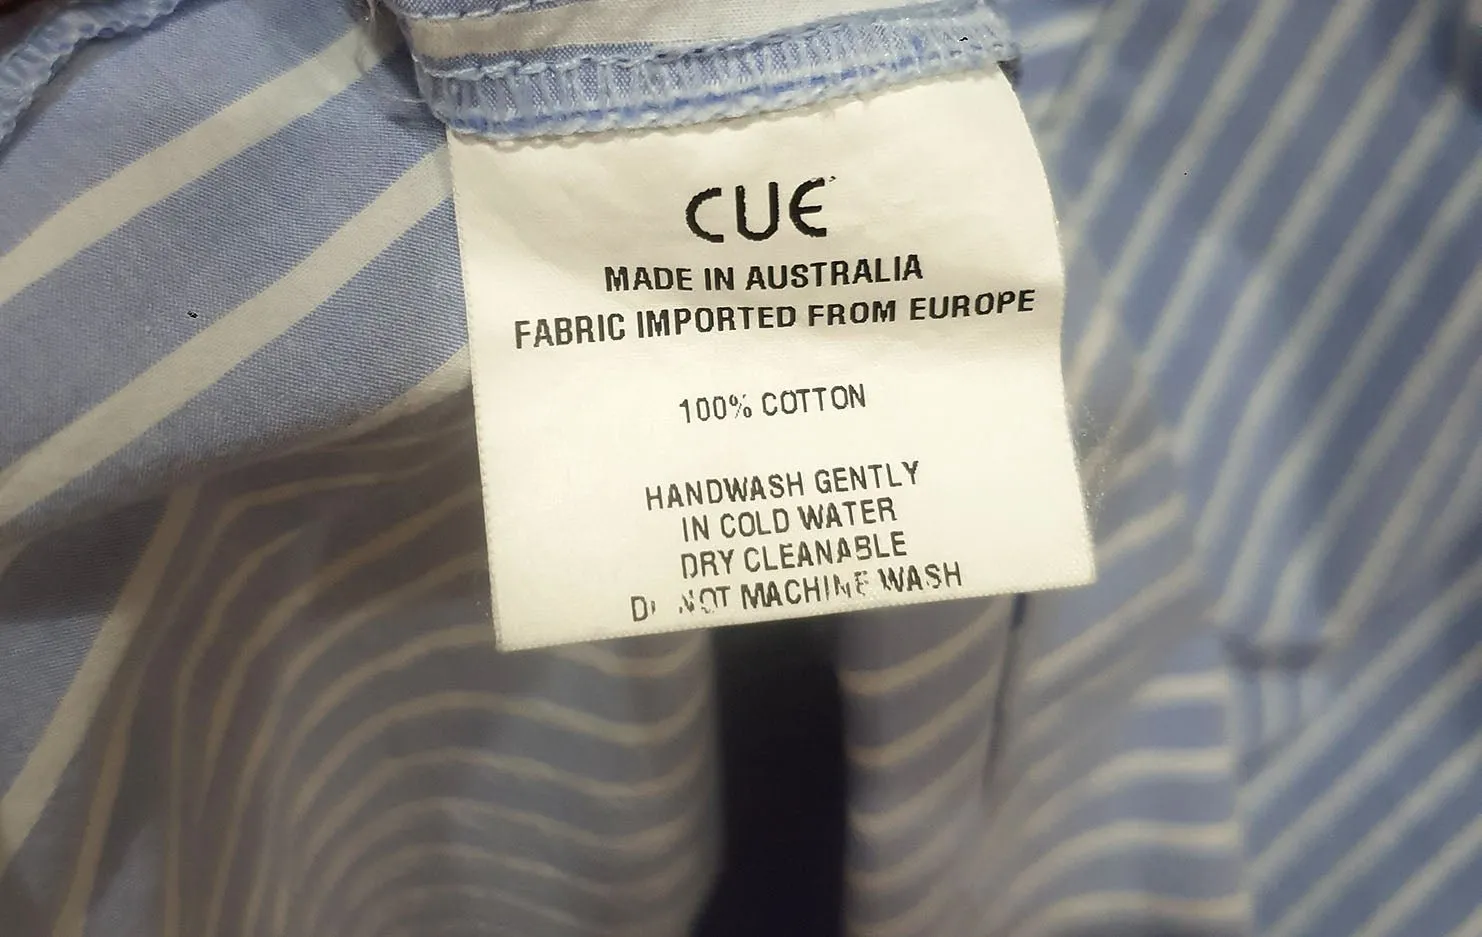 CUE
MADE IN AUSTRALIA
FABRIC IMPORTED FROM EUROPE
100% COTTON
HANDWASH GENTLY
IN COLD WATER
DRY CLEANABLE
DO NOT MACHINE WASH